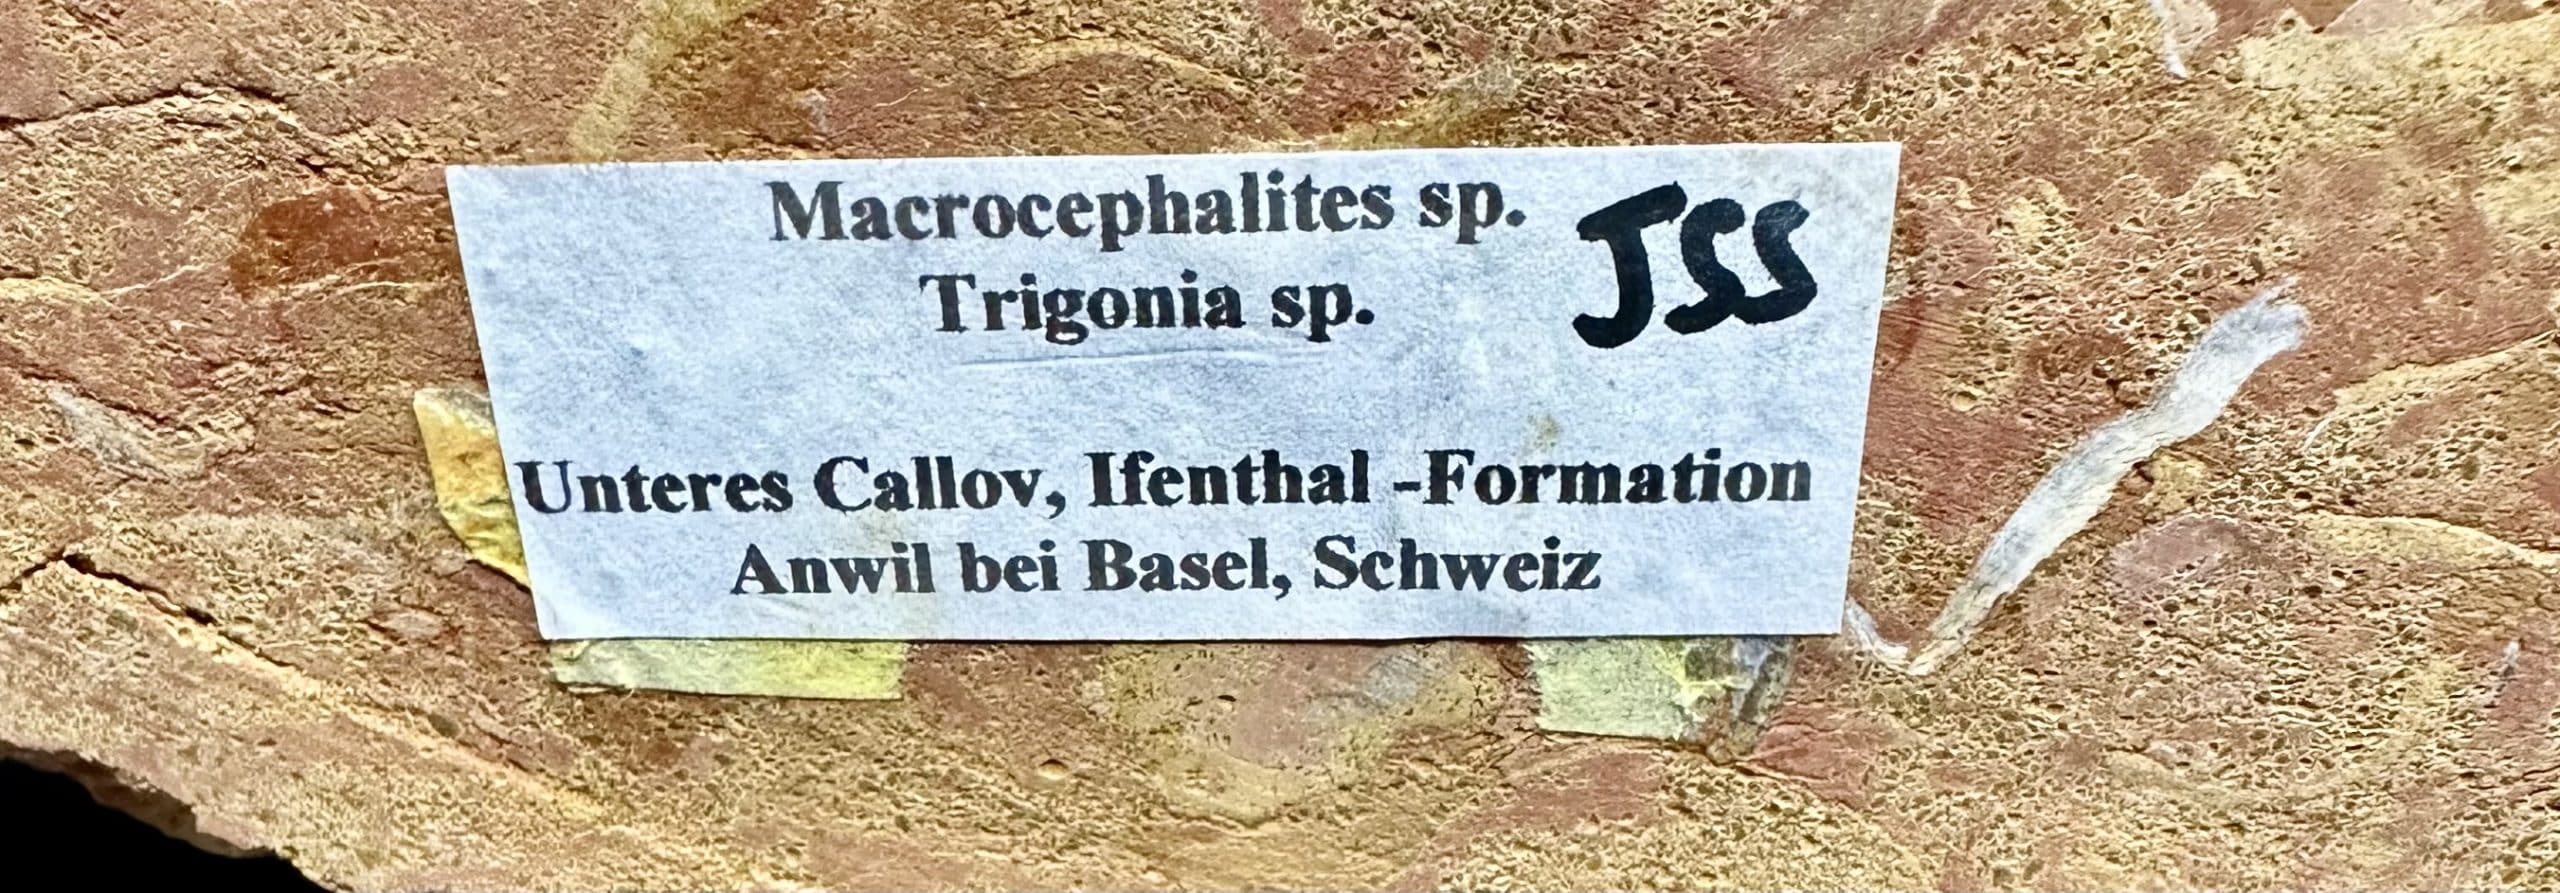 Macrocephalites sp.
JSS
Trigonia sp.
Unteres Callov, Ifenthal -Formation
Anwil bei Basel, Schweiz